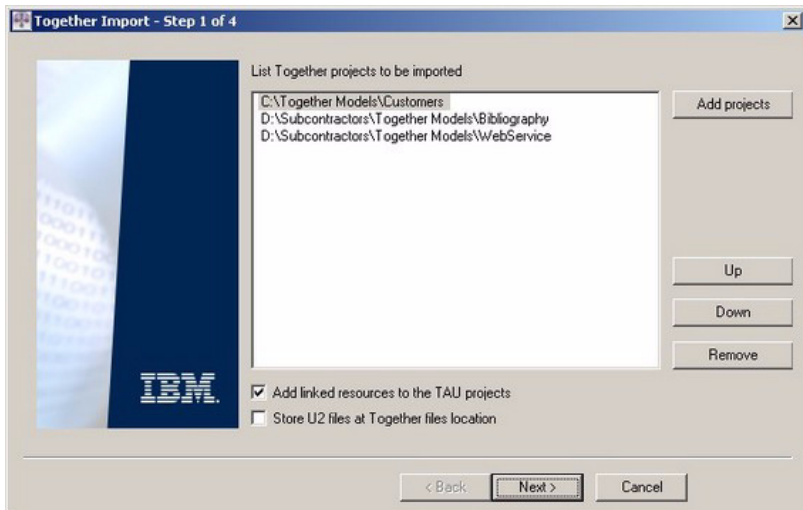 Together Import - Step 1 of 4
List Together projects to be imported
C:\Together Models\Customers
D:\Subcontractors\Together Models\Bibliography
D:\Subcontractors\Together Models\WebService
Add projects
Up
Down
Remove
IBM.
Add linked resources to the TAU projects
Store U2 files at Together files location
< Back
Next >
Cancel